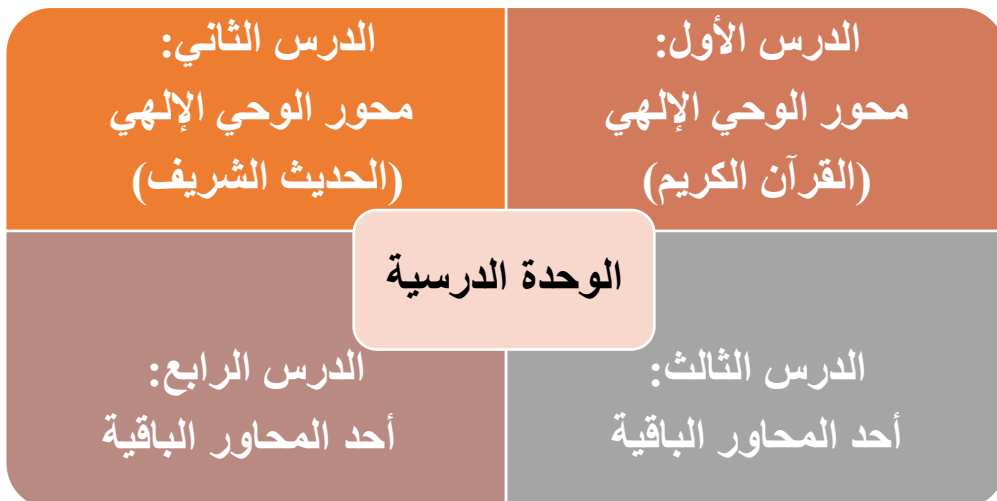 الدرس الأول:
محور الوحي الإلهي
(القرآن الكريم)
الدرس الثاني:
محور الوحي الإلهي
(الحديث الشريف)
الوحدة الدرسية
الدرس الثالث:
أحد المحاور الباقية
الدرس الرابع:
أحد المحاور الباقية